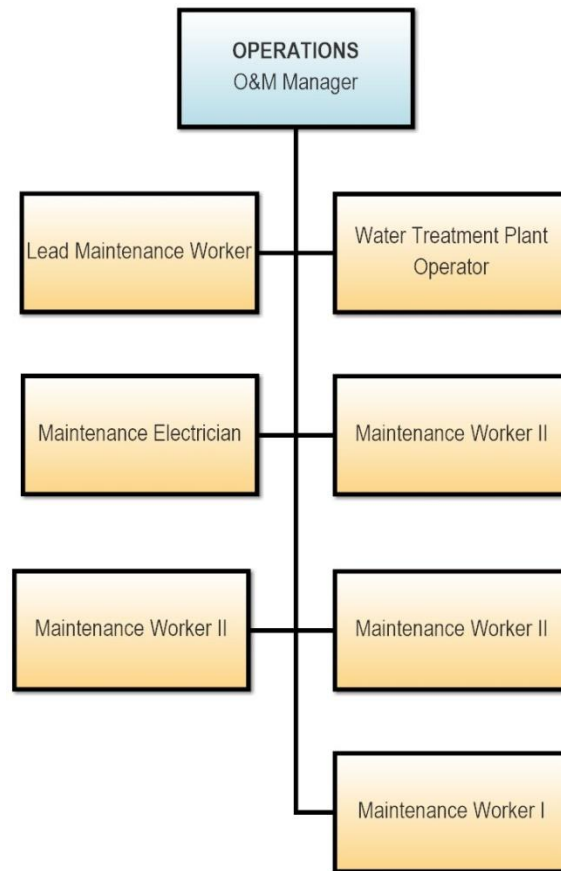 OPERATIONS
O&M Manager
Lead Maintenance Worker
Water Treatment Plant
Operator
Maintenance Electrician
Maintenance Worker II
Maintenance Worker II
Maintenance Worker II
Maintenance Worker I